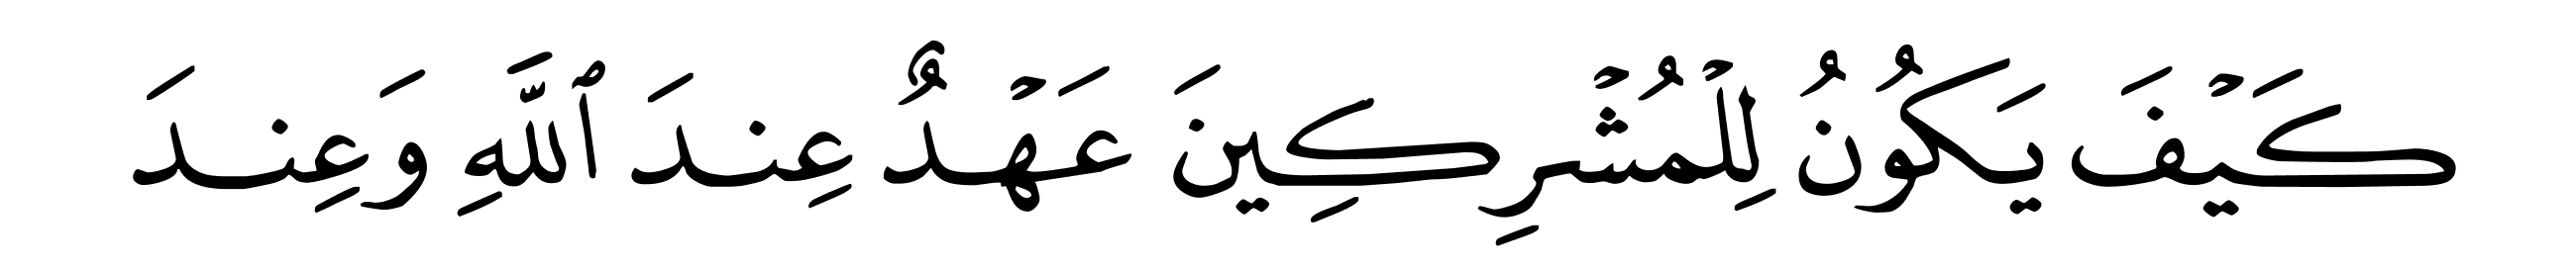 كَيۡفَ يَكُونُ لِلۡمُشۡرِكِينَ عَهۡدٌ عِندَ ٱللَّهِ وَعِندَ